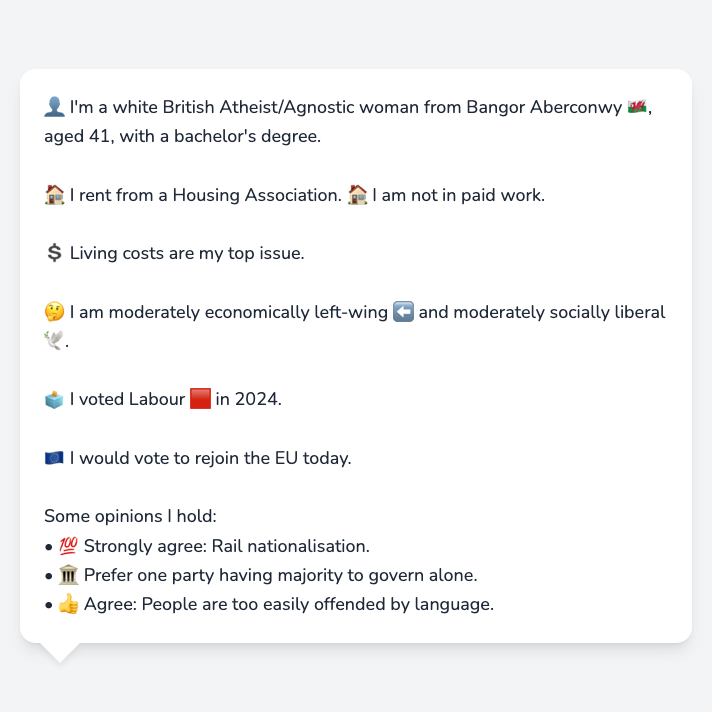 👤 I'm a white British Atheist/Agnostic woman from Bangor Aberconwy 🏴󠁧󠁢󠁷󠁬󠁳󠁿,
aged 41, with a bachelor's degree.
🏠 I rent from a Housing Association. 🏠 I am not in paid work.
💲 Living costs are my top issue.
🤔 I am moderately economically left-wing ⬅️ and moderately socially liberal
🕊️.
🗳️ I voted Labour 🟥 in 2024.
🇪🇺 I would vote to rejoin the EU today.
Some opinions I hold:
• 💯 Strongly agree: Rail nationalisation.
• 🏛️ Prefer one party having majority to govern alone.
• 👍 Agree: People are too easily offended by language.